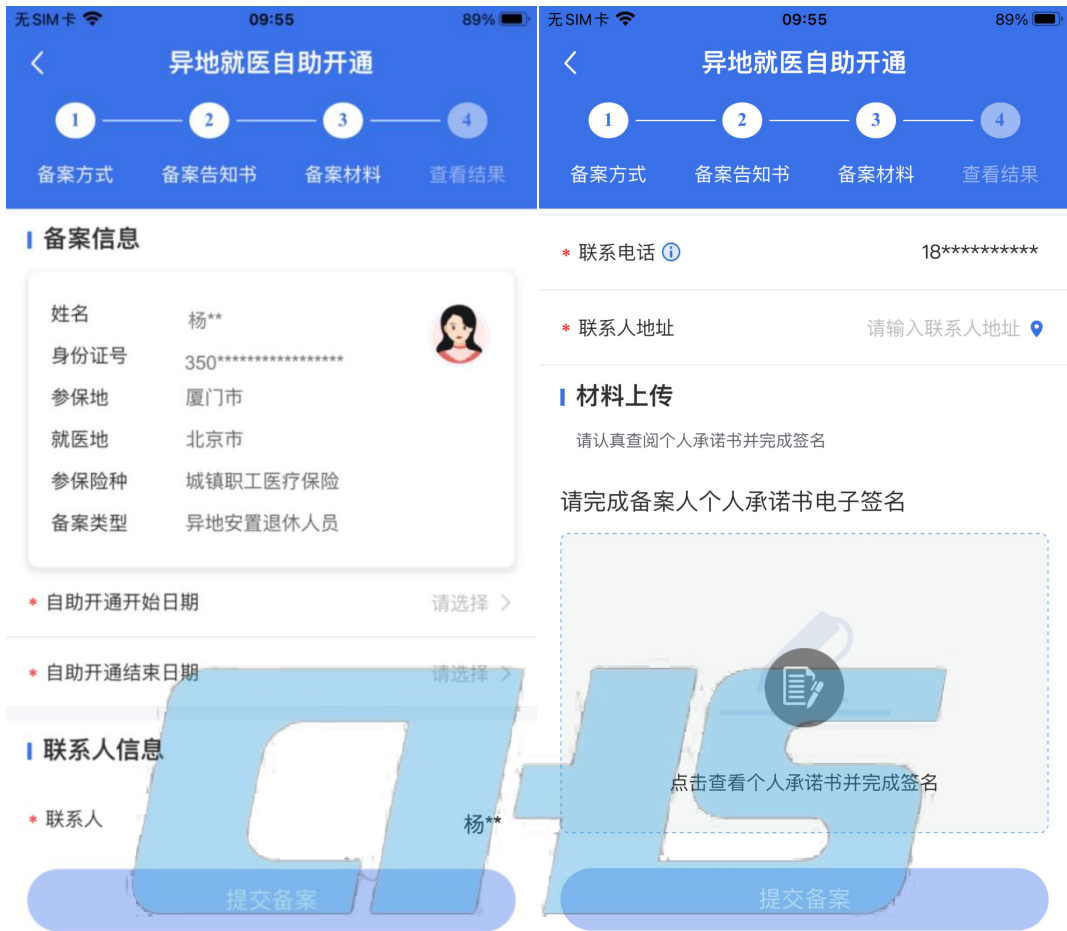 无SIM卡 09:55 89%
异地就医自助开通
1 2 3 4
备案方式 备案告知书 备案材料 查看结果
备案信息
姓名 杨**
身份证号 350*****************
参保地 厦门市
就医地 北京市
参保险种 城镇职工医疗保险
备案类型 异地安置退休人员
* 自助开通开始日期 请选择
* 自助开通结束日期 请选择
联系人信息
* 联系人 杨**
提交备案
无SIM卡 09:55 89%
异地就医自助开通
1 2 3 4
备案方式 备案告知书 备案材料 查看结果
* 联系电话 18**********
* 联系人地址 请输入联系人地址
材料上传
请认真查阅个人承诺书并完成签名
请完成备案人个人承诺书电子签名
点击查看个人承诺书并完成签名
提交备案
CHS